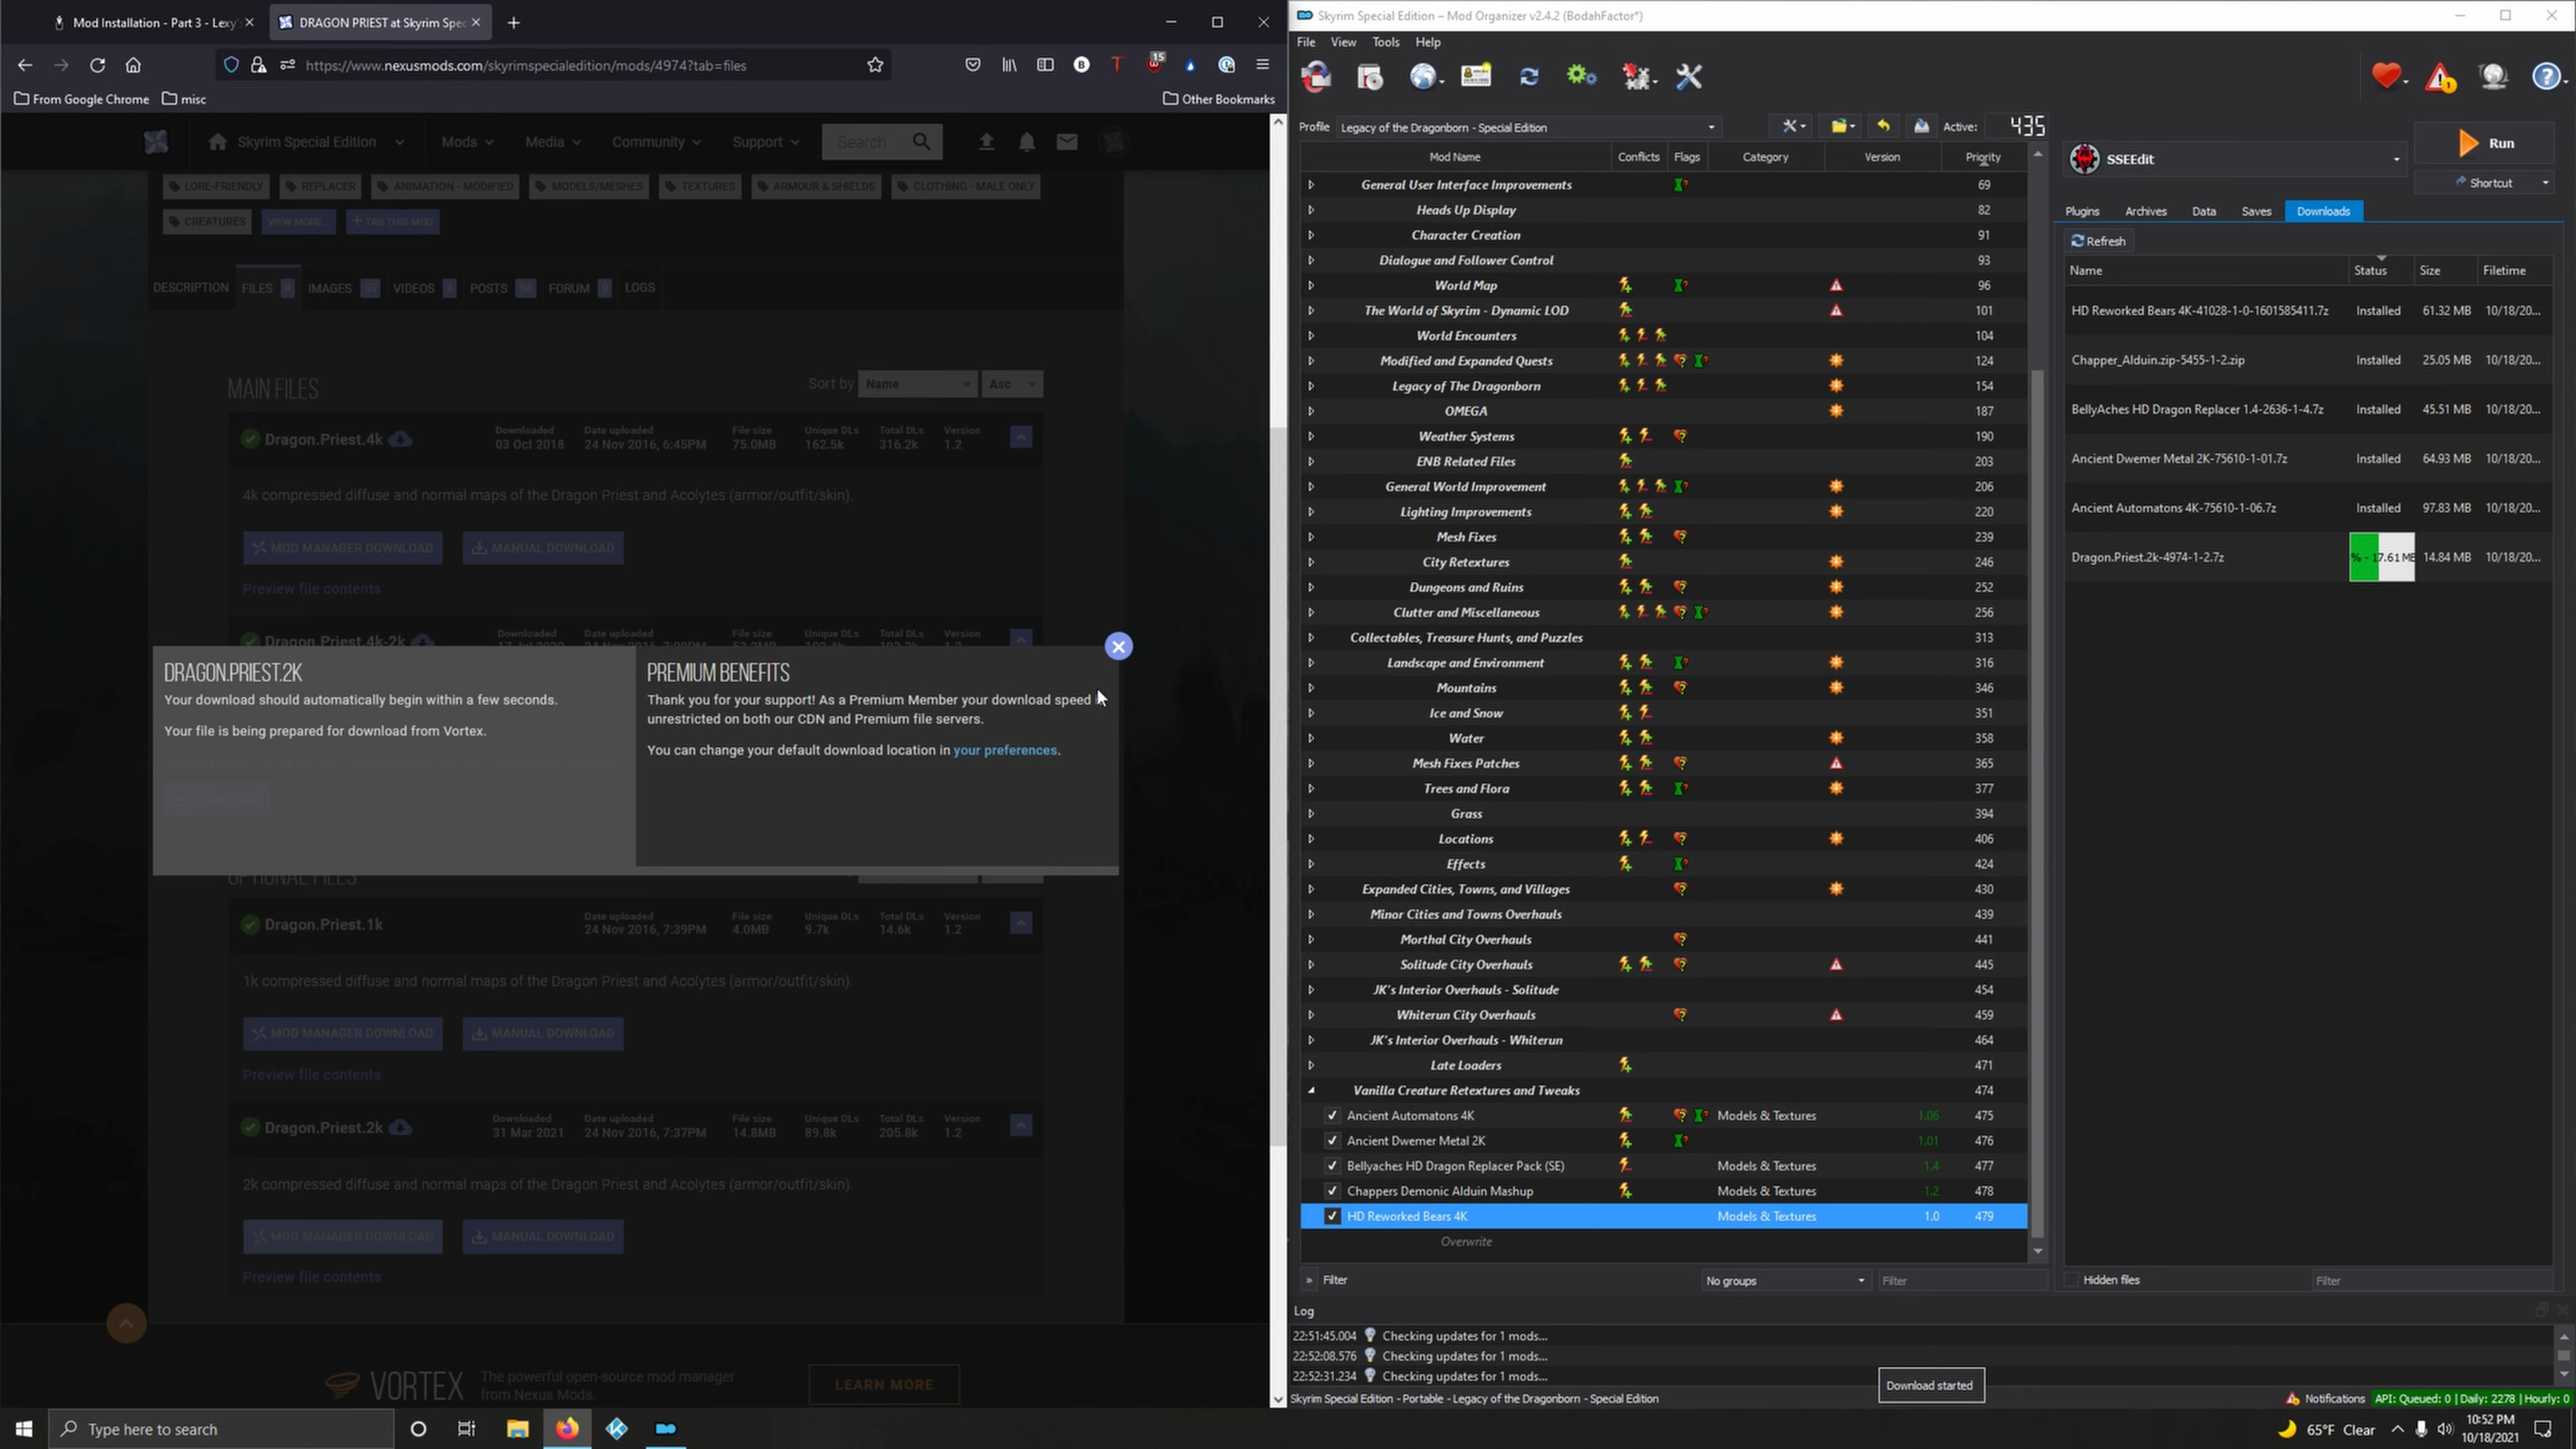 Mod Installation - Part 3 - Lexy'
DRAGON PRIEST at Skyrim Spec
https://www.nexusmods.com/skyrimspecialedition/mods/4974?tab=files
15
From Google Chrome
misc
Other Bookmarks
Skyrim Special Edition
Mods
Media
Community
Support
Search
LORE-FRIENDLY
REPLACER
ANIMATION - MODIFIED
MODELS/MESHES
TEXTURES
ARMOUR & SHIELDS
CLOTHING - MALE ONLY
CREATURES
VIEW MORE...
TAG THIS MOD
DESCRIPTION
FILES 4
IMAGES 35
VIDEOS 4
POSTS
FORUM 0
LOGS
MAIN FILES
Sort by Name Asc
Dragon.Priest.4k
Downloaded 03 Oct 2018
Date uploaded 24 Nov 2016, 6:45PM
File size 75.0MB
Unique DLs 162.5k
Total DLs 316.2k
Version 1.2
4k compressed diffuse and normal maps of the Dragon Priest and Acolytes (armor/outfit/skin).
MOD MANAGER DOWNLOAD
MANUAL DOWNLOAD
Preview file contents
Dragon.Priest.4k-2k
Downloaded
Date uploaded
File size
Unique DLs
Total DLs
Version
DRAGON.PRIEST.2K
Your download should automatically begin within a few seconds.
Your file is being prepared for download from Vortex.
PREMIUM BENEFITS
Thank you for your support! As a Premium Member your download speed
unrestricted on both our CDN and Premium file servers.
You can change your default download location in your preferences.
OPTIONAL FILES
Dragon.Priest.1k
Date uploaded 24 Nov 2016, 7:39PM
File size 4.0MB
Unique DLs 9.7k
Total DLs 14.6k
Version 1.2
1k compressed diffuse and normal maps of the Dragon Priest and Acolytes (armor/outfit/skin).
MOD MANAGER DOWNLOAD
MANUAL DOWNLOAD
Preview file contents
Dragon.Priest.2k
Downloaded 31 Mar 2021
Date uploaded 24 Nov 2016, 7:37PM
File size 14.8MB
Unique DLs 89.8k
Total DLs 205.8k
Version 1.2
2k compressed diffuse and normal maps of the Dragon Priest and Acolytes (armor/outfit/skin).
MOD MANAGER DOWNLOAD
MANUAL DOWNLOAD
Preview file contents
VORTEX
The powerful open-source mod manager
from Nexus Mods.
LEARN MORE
Skyrim Special Edition – Mod Organizer v2.4.2 (BodahFactor*)
File View Tools Help
Profile Legacy of the Dragonborn - Special Edition
Active: 435
Mod Name Conflicts Flags Category Version Priority
General User Interface Improvements 69
Heads Up Display 82
Character Creation 91
Dialogue and Follower Control 93
World Map 96
The World of Skyrim - Dynamic LOD 101
World Encounters 104
Modified and Expanded Quests 124
Legacy of The Dragonborn 154
OMEGA 187
Weather Systems 190
ENB Related Files 203
General World Improvement 206
Lighting Improvements 220
Mesh Fixes 239
City Retextures 246
Dungeons and Ruins 252
Clutter and Miscellaneous 256
Collectables, Treasure Hunts, and Puzzles 313
Landscape and Environment 316
Mountains 346
Ice and Snow 351
Water 358
Mesh Fixes Patches 365
Trees and Flora 377
Grass 394
Locations 406
Effects 424
Expanded Cities, Towns, and Villages 430
Minor Cities and Towns Overhauls 439
Morthal City Overhauls 441
Solitude City Overhauls 445
JK's Interior Overhauls - Solitude 454
Whiterun City Overhauls 459
JK's Interior Overhauls - Whiterun 464
Late Loaders 471
Vanilla Creature Retextures and Tweaks 474
Ancient Automatons 4K Models & Textures 1.06 475
Ancient Dwemer Metal 2K 1.01 476
Bellyaches HD Dragon Replacer Pack (SE) Models & Textures 1.4 477
Chappers Demonic Alduin Mashup Models & Textures 1.2 478
HD Reworked Bears 4K Models & Textures 1.0 479
Overwrite
» Filter
No groups
Filter
SSEEdit
Run
Shortcut
Plugins Archives Data Saves Downloads
Refresh
Name Status Size Filetime
HD Reworked Bears 4K-41028-1-0-1601585411.7z Installed 61.32 MB 10/18/20...
Chapper_Alduin.zip-5455-1-2.zip Installed 25.05 MB 10/18/20...
BellyAches HD Dragon Replacer 1.4-2636-1-4.7z Installed 45.51 MB 10/18/20...
Ancient Dwemer Metal 2K-75610-1-01.7z Installed 64.93 MB 10/18/20...
Ancient Automatons 4K-75610-1-06.7z Installed 97.83 MB 10/18/20...
Dragon.Priest.2k-4974-1-2.7z % - 17.61 ME 14.84 MB 10/18/20...
Hidden files
Filter
Log
22:51:45.004 Checking updates for 1 mods...
22:52:08.576 Checking updates for 1 mods...
22:52:31.234 Checking updates for 1 mods...
Download started
Skyrim Special Edition - Portable - Legacy of the Dragonborn - Special Edition
Notifications
API: Queued: 0 | Daily: 2278 | Hourly: 0
Type here to search
65°F Clear
10:52 PM
10/18/2021